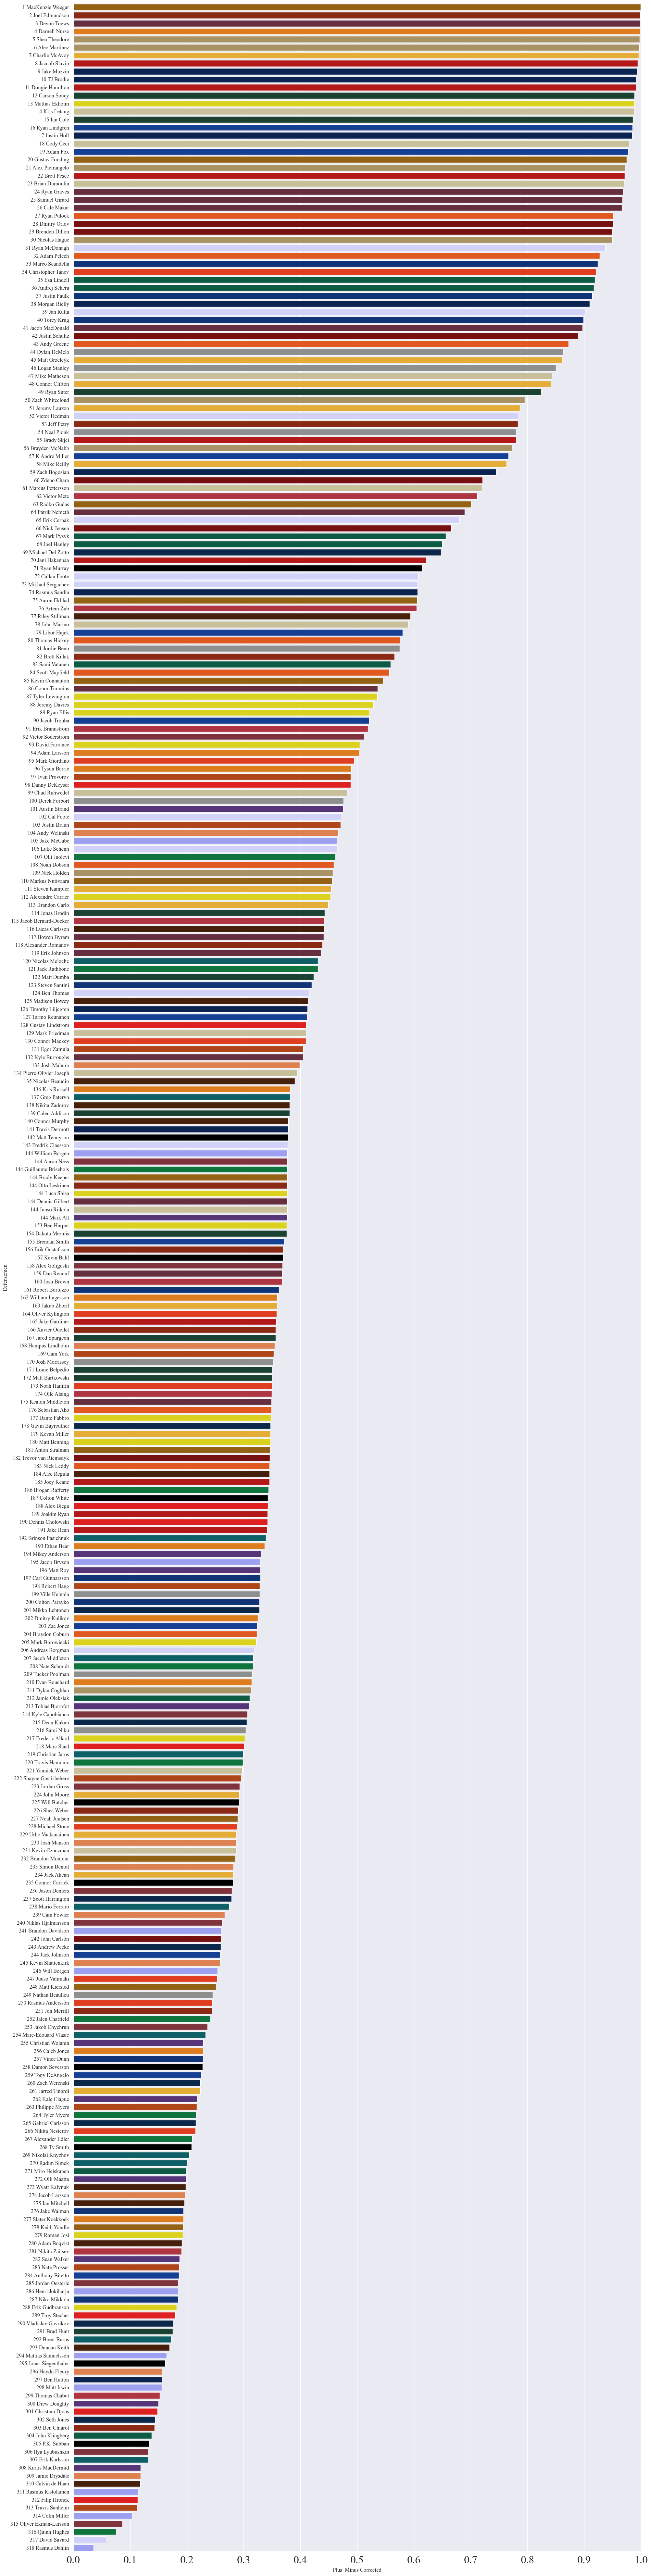 1 MacKenzie Weegar
2 Joel Edmundson
3 Devon Toews
4 Darnell Nurse
5 Shea Theodore
6 Alec Martinez
7 Charlie McAvoy
8 Jaccob Slavin
9 Jake Muzzin
10 TJ Brodie
11 Dougie Hamilton
12 Carson Soucy
13 Mattias Ekholm
14 Kris Letang
15 Ian Cole
16 Ryan Lindgren
17 Justin Holl
18 Cody Ceci
19 Adam Fox
20 Gustav Forsling
21 Alex Pietrangelo
22 Brett Pesce
23 Brian Dumoulin
24 Ryan Graves
25 Samuel Girard
26 Cale Makar
27 Ryan Pulock
28 Dmitry Orlov
29 Brenden Dillon
30 Nicolas Hague
31 Ryan McDonagh
32 Adam Pelech
33 Marco Scandella
34 Christopher Tanev
35 Esa Lindell
36 Andrej Sekera
37 Justin Faulk
38 Morgan Rielly
39 Jan Rutta
40 Torey Krug
41 Jacob MacDonald
42 Justin Schultz
43 Andy Greene
44 Dylan DeMelo
45 Matt Grzelcyk
46 Logan Stanley
47 Mike Matheson
48 Connor Clifton
49 Ryan Suter
50 Zach Whitecloud
51 Jeremy Lauzon
52 Victor Hedman
53 Jeff Petry
54 Neal Pionk
55 Brady Skjei
56 Brayden McNabb
57 K'Andre Miller
58 Mike Reilly
59 Zach Bogosian
60 Zdeno Chara
61 Marcus Pettersson
62 Victor Mete
63 Radko Gudas
64 Patrik Nemeth
65 Erik Cernak
66 Nick Jensen
67 Mark Pysyk
68 Joel Hanley
69 Michael Del Zotto
70 Jani Hakanpaa
71 Ryan Murray
72 Callan Foote
73 Mikhail Sergachev
74 Rasmus Sandin
75 Aaron Ekblad
76 Artem Zub
77 Riley Stillman
78 John Marino
79 Libor Hajek
80 Thomas Hickey
81 Jordie Benn
82 Brett Kulak
83 Sami Vatanen
84 Scott Mayfield
85 Kevin Connauton
86 Conor Timmins
87 Tyler Lewington
88 Jeremy Davies
89 Ryan Ellis
90 Jacob Trouba
91 Erik Brannstrom
92 Victor Soderstrom
93 David Farrance
94 Adam Larsson
95 Mark Giordano
96 Tyson Barrie
97 Ivan Provorov
98 Danny DeKeyser
99 Chad Ruhwedel
100 Derek Forbort
101 Austin Strand
102 Cal Foote
103 Justin Braun
104 Andy Welinski
105 Jake McCabe
106 Luke Schenn
107 Olli Juolevi
108 Noah Dobson
109 Nick Holden
110 Markus Nutivaara
111 Steven Kampfer
112 Alexandre Carrier
113 Brandon Carlo
114 Jonas Brodin
115 Jacob Bernard-Docker
116 Lucas Carlsson
117 Bowen Byram
118 Alexander Romanov
119 Erik Johnson
120 Nicolas Meloche
121 Jack Rathbone
122 Matt Dumba
123 Steven Santini
124 Ben Thomas
125 Madison Bowey
126 Timothy Liljegren
127 Tarmo Reunanen
128 Gustav Lindstrom
129 Mark Friedman
130 Connor Mackey
131 Egor Zamula
132 Kyle Burroughs
133 Josh Mahura
134 Pierre-Olivier Joseph
135 Nicolas Beaudin
136 Kris Russell
137 Greg Pateryn
138 Nikita Zadorov
139 Calen Addison
140 Connor Murphy
141 Travis Dermott
142 Matt Tennyson
143 Fredrik Claesson
144 William Borgen
144 Aaron Ness
144 Guillaume Brisebois
144 Brady Keeper
144 Otto Leskinen
144 Luca Sbisa
144 Dennis Gilbert
144 Juuso Riikola
144 Mark Alt
153 Ben Harpur
154 Dakota Mermis
155 Brendan Smith
156 Erik Gustafsson
157 Kevin Bahl
158 Alex Goligoski
159 Dan Renouf
160 Josh Brown
161 Robert Bortuzzo
162 William Lagesson
163 Jakub Zboril
164 Oliver Kylington
165 Jake Gardiner
166 Xavier Ouellet
167 Jared Spurgeon
168 Hampus Lindholm
169 Cam York
170 Josh Morrissey
171 Louie Belpedio
172 Matt Bartkowski
173 Noah Hanifin
174 Olle Alsing
175 Keaton Middleton
176 Sebastian Aho
177 Dante Fabbro
178 Gavin Bayreuther
179 Kevan Miller
180 Matt Benning
181 Anton Stralman
182 Trevor van Riemsdyk
183 Nick Leddy
184 Alec Regula
185 Joey Keane
186 Brogan Rafferty
187 Colton White
188 Alex Biega
189 Joakim Ryan
190 Dennis Cholowski
191 Jake Bean
192 Brinson Pasichnuk
193 Ethan Bear
194 Mikey Anderson
195 Jacob Bryson
196 Matt Roy
197 Carl Gunnarsson
198 Robert Hagg
199 Ville Heinola
200 Colton Parayko
201 Mikko Lehtonen
202 Dmitry Kulikov
203 Zac Jones
204 Braydon Coburn
205 Mark Borowiecki
206 Andreas Borgman
207 Jacob Middleton
208 Nate Schmidt
209 Tucker Poolman
210 Evan Bouchard
211 Dylan Coghlan
212 Jamie Oleksiak
213 Tobias Bjornfot
214 Kyle Capobianco
215 Dean Kukan
216 Sami Niku
217 Frederic Allard
218 Marc Staal
219 Christian Jaros
220 Travis Hamonic
221 Yannick Weber
222 Shayne Gostisbehere
223 Jordan Gross
224 John Moore
225 Will Butcher
226 Shea Weber
227 Noah Juulsen
228 Michael Stone
229 Urho Vaakanainen
230 Josh Manson
231 Kevin Czuczman
232 Brandon Montour
233 Simon Benoit
234 Jack Ahcan
235 Connor Carrick
236 Jason Demers
237 Scott Harrington
238 Mario Ferraro
239 Cam Fowler
240 Niklas Hjalmarsson
241 Brandon Davidson
242 John Carlson
243 Andrew Peeke
244 Jack Johnson
245 Kevin Shattenkirk
246 Will Borgen
247 Juuso Valimaki
248 Matt Kiersted
249 Nathan Beaulieu
250 Rasmus Andersson
251 Jon Merrill
252 Jalen Chatfield
253 Jakob Chychrun
254 Marc-Edouard Vlasic
255 Christian Wolanin
256 Caleb Jones
257 Vince Dunn
258 Damon Severson
259 Tony DeAngelo
260 Zach Werenski
261 Jarred Tinordi
262 Kale Clague
263 Philippe Myers
264 Tyler Myers
265 Gabriel Carlsson
266 Nikita Nesterov
267 Alexander Edler
268 Ty Smith
269 Nikolai Knyzhov
270 Radim Simek
271 Miro Heiskanen
272 Olli Maatta
273 Wyatt Kalynuk
274 Jacob Larsson
275 Ian Mitchell
276 Jake Walman
277 Slater Koekkoek
278 Keith Yandle
279 Roman Josi
280 Adam Boqvist
281 Nikita Zaitsev
282 Sean Walker
283 Nate Prosser
284 Anthony Bitetto
285 Jordan Oesterle
286 Henri Jokiharju
287 Niko Mikkola
288 Erik Gudbranson
289 Troy Stecher
290 Vladislav Gavrikov
291 Brad Hunt
292 Brent Burns
293 Duncan Keith
294 Mattias Samuelsson
295 Jonas Siegenthaler
296 Haydn Fleury
297 Ben Hutton
298 Matt Irwin
299 Thomas Chabot
300 Drew Doughty
301 Christian Djoos
302 Seth Jones
303 Ben Chiarot
304 John Klingberg
305 P.K. Subban
306 Ilya Lyubushkin
307 Erik Karlsson
308 Kurtis MacDermid
309 Jamie Drysdale
310 Calvin de Haan
311 Rasmus Ristolainen
312 Filip Hronek
313 Travis Sanheim
314 Colin Miller
315 Oliver Ekman-Larsson
316 Quinn Hughes
317 David Savard
318 Rasmus Dahlin
Defensemen
0.0 0.1 0.2 0.3 0.4 0.5 0.6 0.7 0.8 0.9 1.0
Plus_Minus Corrected